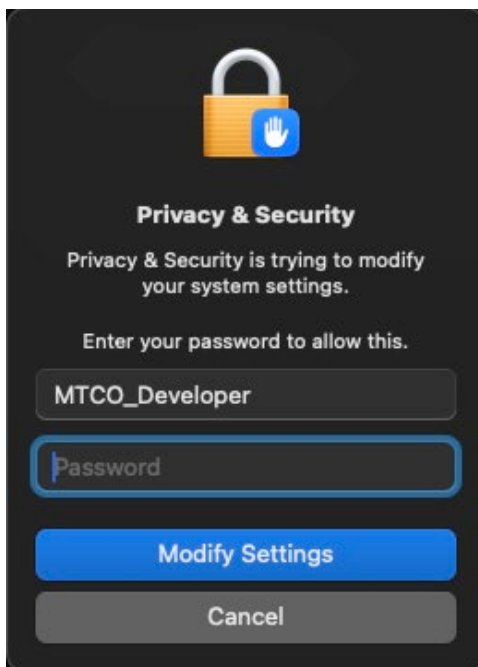 Privacy & Security
Privacy & Security is trying to modify
your system settings.
Enter your password to allow this.
MTCO_Developer
Password
Modify Settings
Cancel